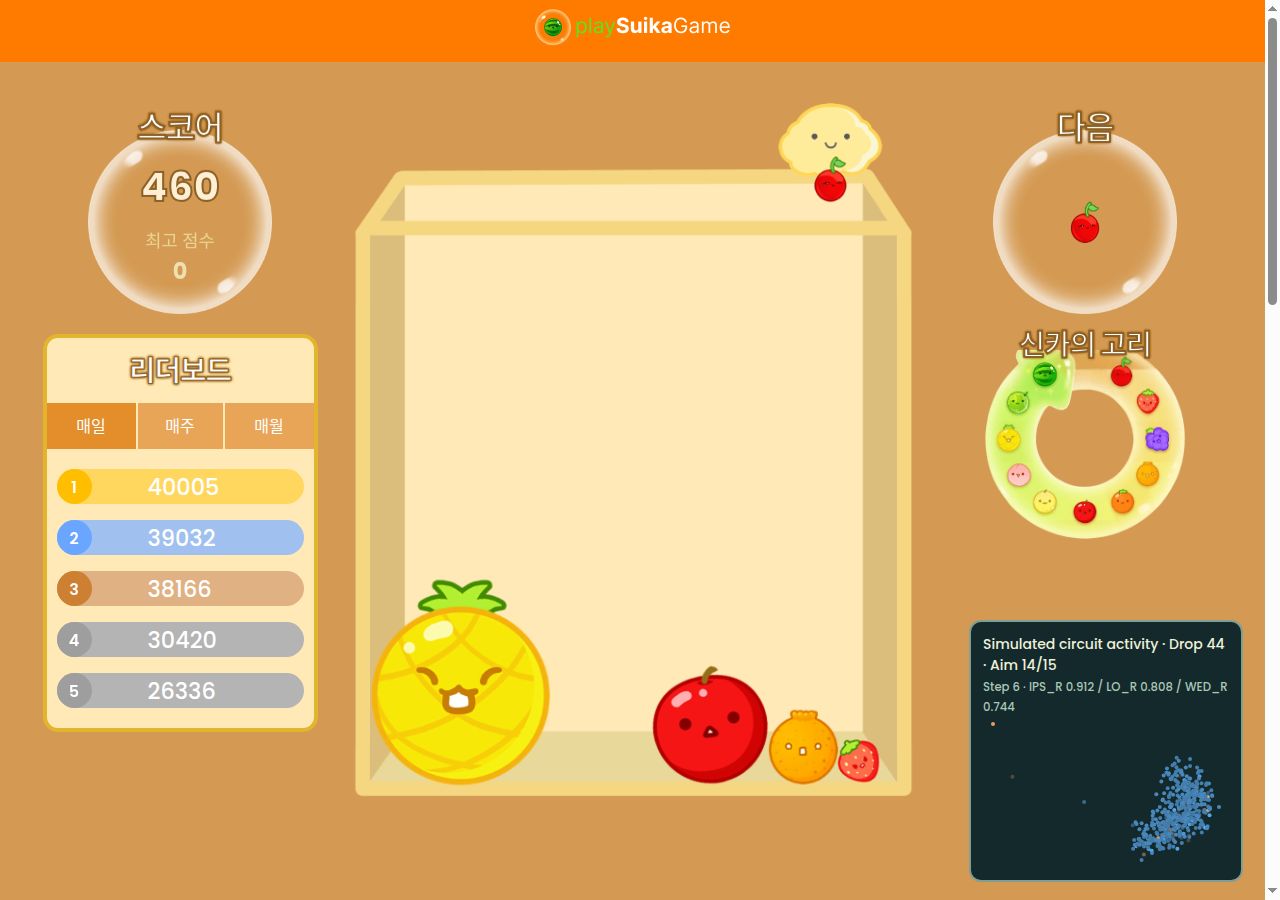 playSuikaGame
스코어
460
최고 점수
0
리더보드
매일 매주 매월
1 40005
2 39032
3 38166
4 30420
5 26336
다음
신카의 고리
Simulated circuit activity · Drop 44
· Aim 14/15
Step 6 · IPS_R 0.912 / LO_R 0.808 / WED_R
0.744